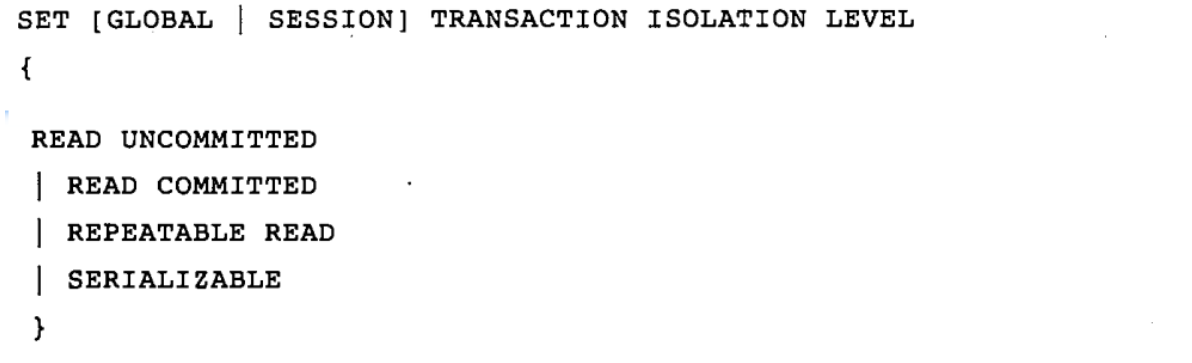 SET [GLOBAL | SESSION] TRANSACTION ISOLATION LEVEL
{
READ UNCOMMITTED
| READ COMMITTED
| REPEATABLE READ
| SERIALIZABLE
}